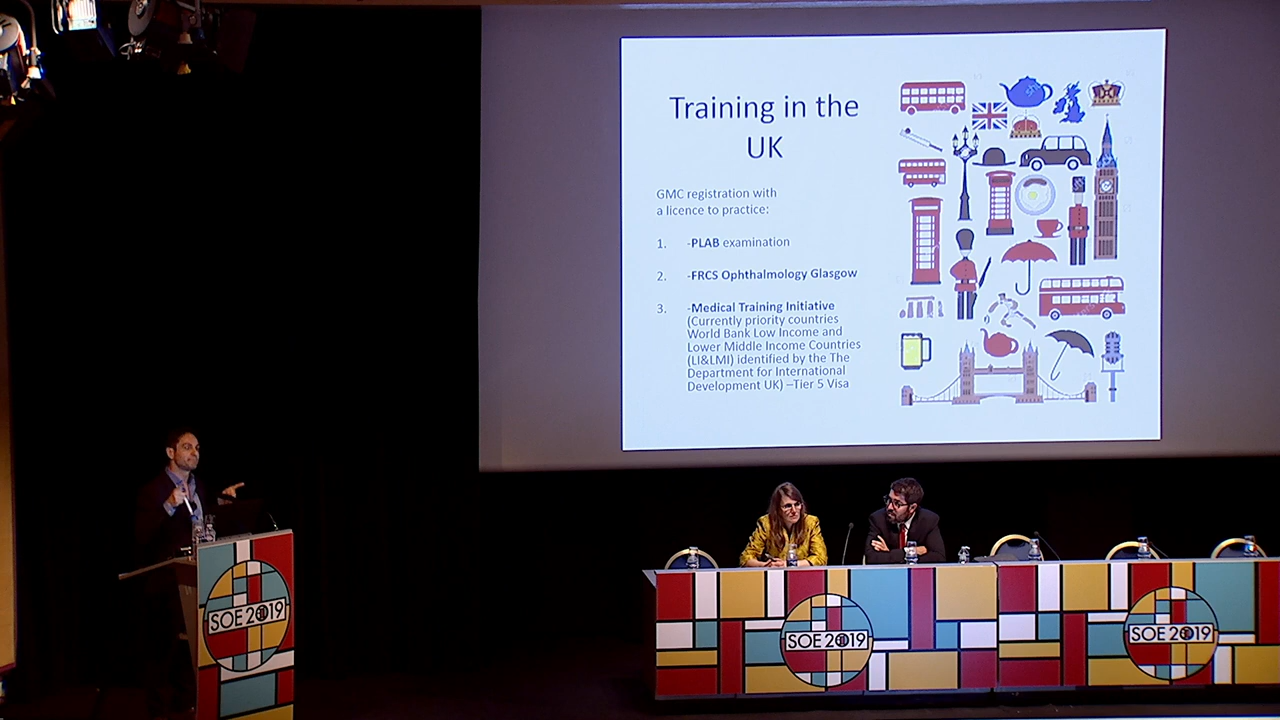 Training in the
UK
GMC registration with
a licence to practice:
1. -PLAB examination
2. -FRCS Ophthalmology Glasgow
3. -Medical Training Initiative
(Currently priority countries
World Bank Low Income and
Lower Middle Income Countries
(LI&LMI) identified by the The
Department for International
Development UK) –Tier 5 Visa
SOE 2019
SOE 2019
SOE 2019